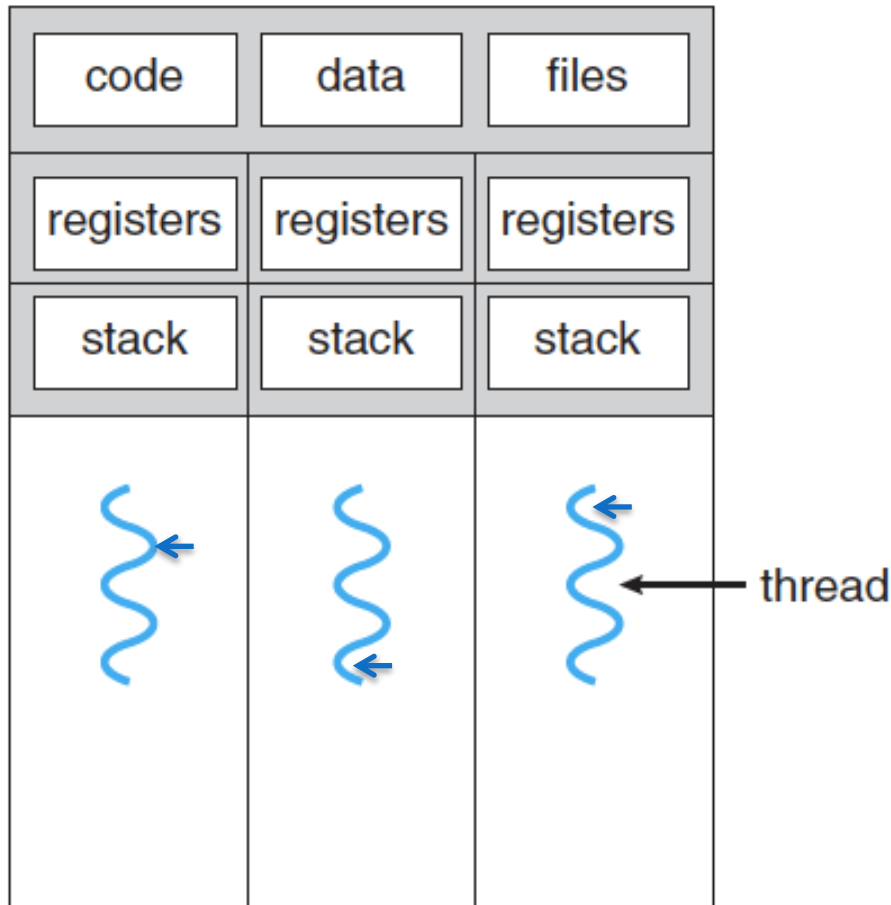 code data files
registers registers registers
stack stack stack
thread